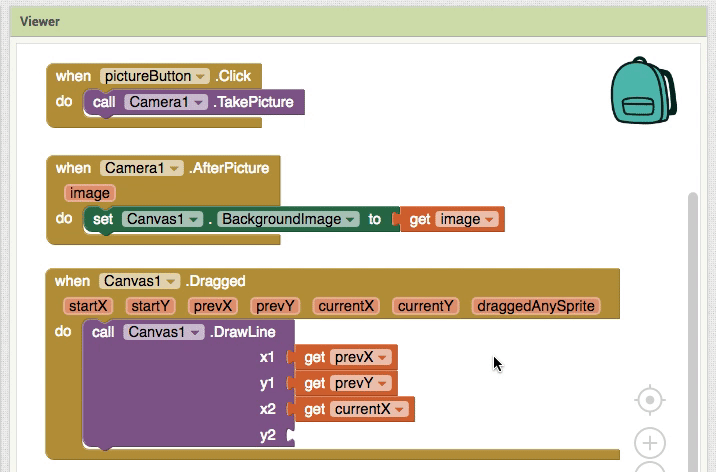 Viewer
when pictureButton .Click
do call Camera1 .TakePicture
when Camera1 .AfterPicture
image
do set Canvas1 . BackgroundImage to get image
when Canvas1 .Dragged
startX startY prevX prevY currentX currentY draggedAnySprite
do call Canvas1 .DrawLine
x1 get prevX
y1 get prevY
x2 get currentX
y2